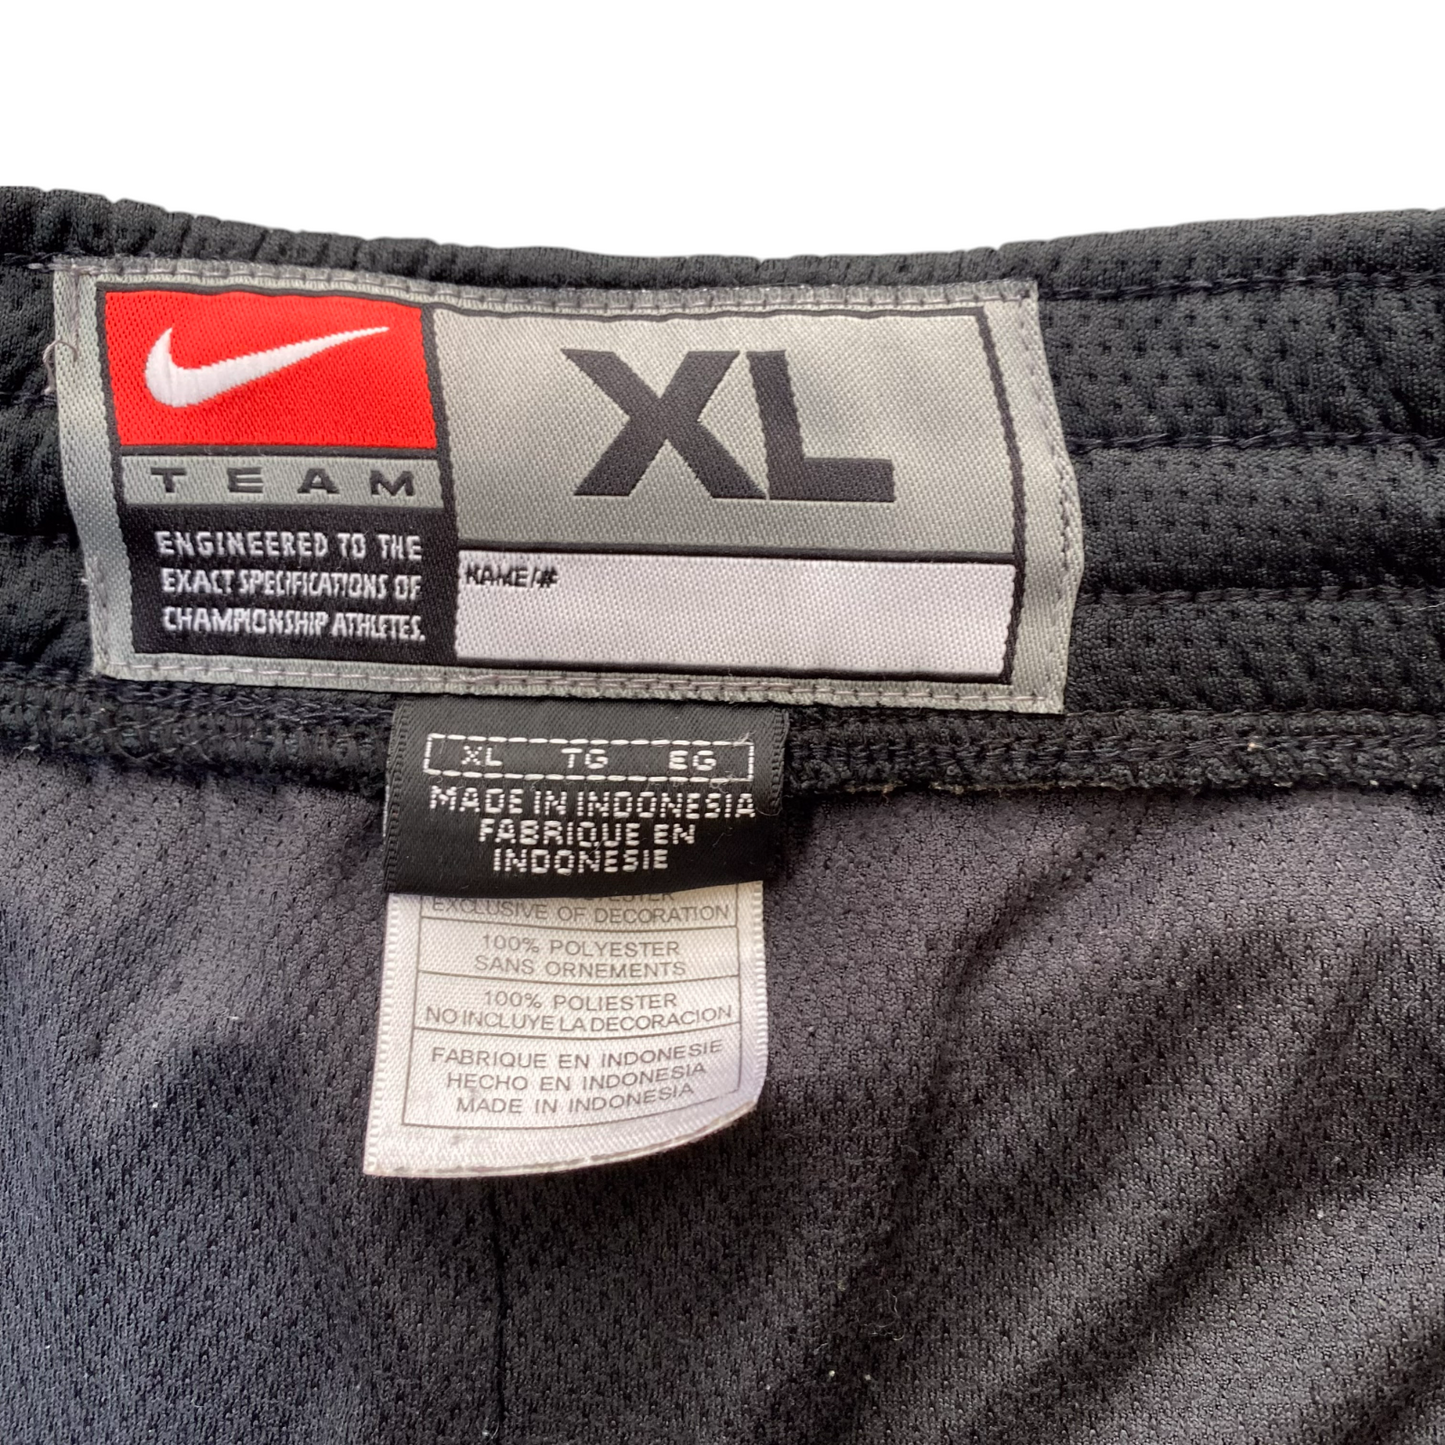 TEAM
ENGINEERED TO THE
EXACT SPECIFICATIONS OF
CHAMPIONSHIP ATHLETES.
XL
NAME/#
XL TG EG
MADE IN INDONESIA
FABRIQUE EN
INDONESIE
EXCLUSIVE OF DECORATION
100% POLYESTER
SANS ORNEMENTS
100% POLIESTER
NO INCLUYE LA DECORACION
FABRIQUE EN INDONESIE
HECHO EN INDONESIA
MADE IN INDONESIA